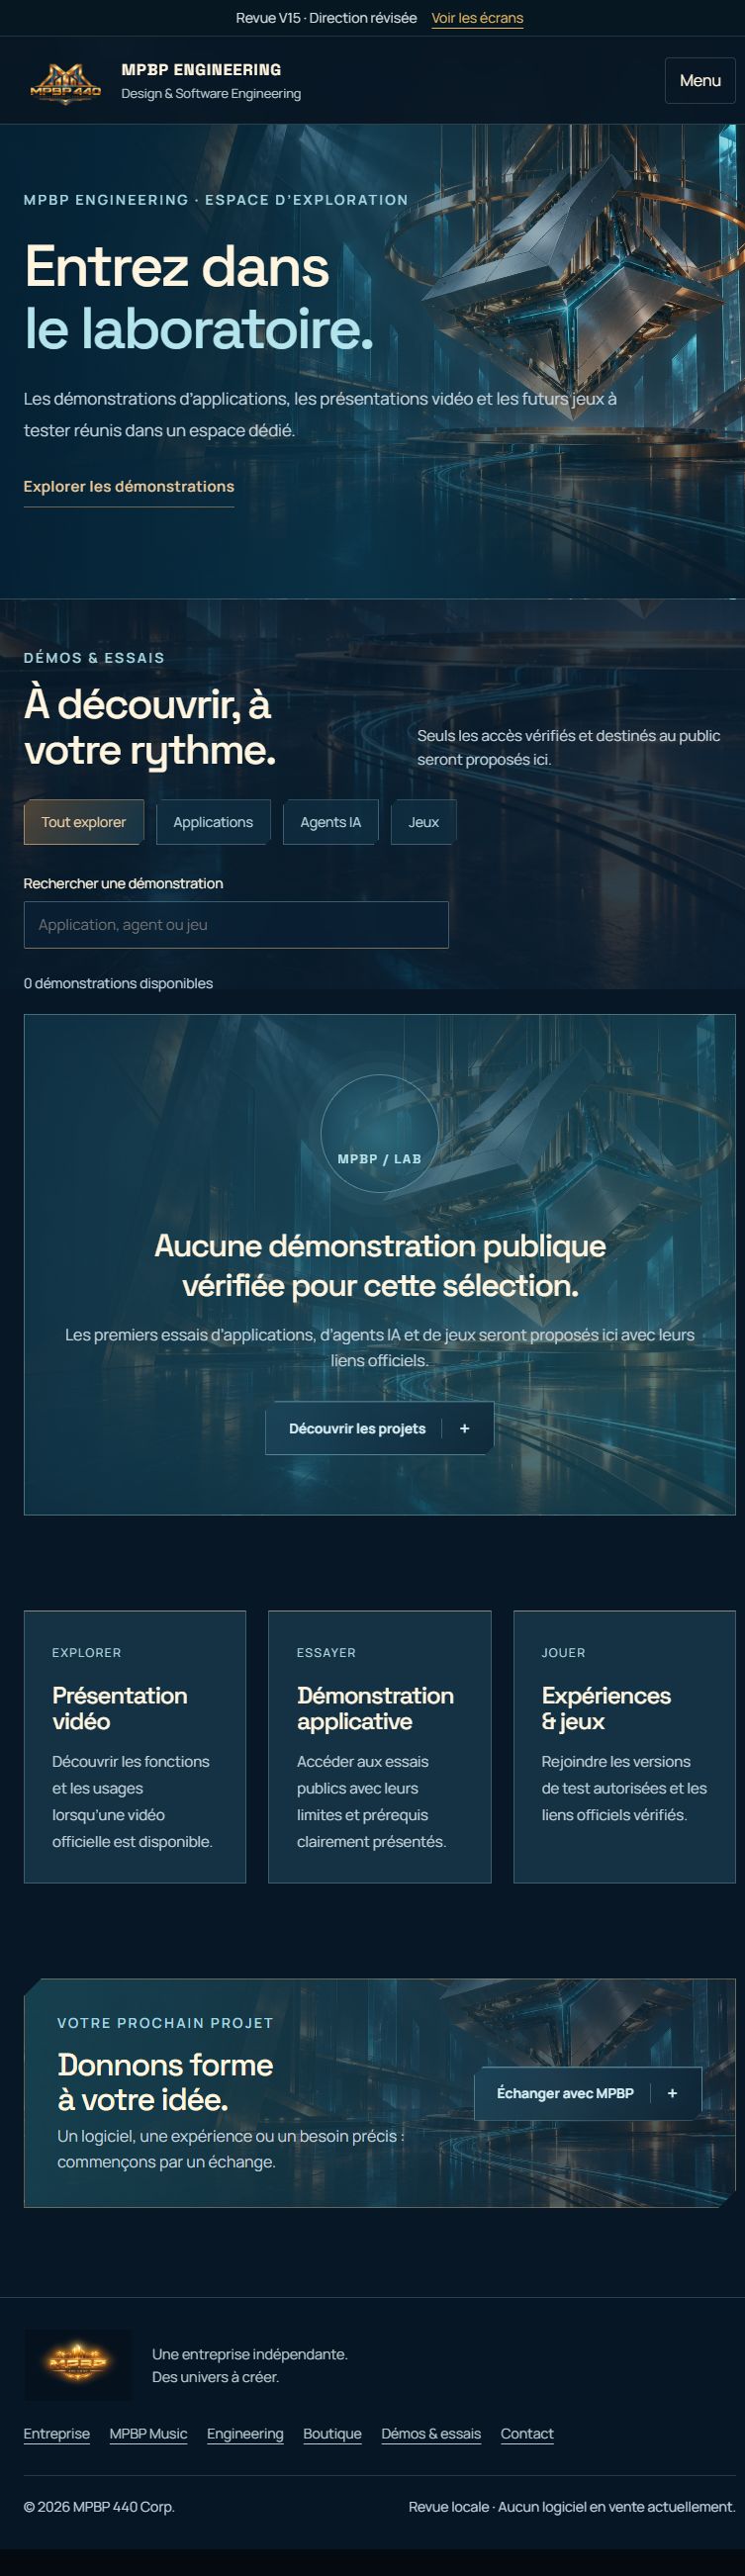 Revue V15 · Direction révisée Voir les écrans
MPBP 440
MPBP ENGINEERING
Design & Software Engineering
Menu
MPBP ENGINEERING · ESPACE D’EXPLORATION
Entrez dans
le laboratoire.
Les démonstrations d’applications, les présentations vidéo et les futurs jeux à
tester réunis dans un espace dédié.
Explorer les démonstrations
DÉMOS & ESSAIS
À découvrir, à
votre rythme.
Seuls les accès vérifiés et destinés au public
seront proposés ici.
Tout explorer
Applications
Agents IA
Jeux
Rechercher une démonstration
Application, agent ou jeu
0 démonstrations disponibles
MPBP / LAB
Aucune démonstration publique
vérifiée pour cette sélection.
Les premiers essais d’applications, d’agents IA et de jeux seront proposés ici avec leurs
liens officiels.
Découvrir les projets +
EXPLORER
Présentation
vidéo
Découvrir les fonctions
et les usages
lorsqu’une vidéo
officielle est disponible.
ESSAYER
Démonstration
applicative
Accéder aux essais
publics avec leurs
limites et prérequis
clairement présentés.
JOUER
Expériences
& jeux
Rejoindre les versions
de test autorisées et les
liens officiels vérifiés.
VOTRE PROCHAIN PROJET
Donnons forme
à votre idée.
Un logiciel, une expérience ou un besoin précis :
commençons par un échange.
Échanger avec MPBP +
MPBP
Une entreprise indépendante.
Des univers à créer.
Entreprise MPBP Music Engineering Boutique Démos & essais Contact
© 2026 MPBP 440 Corp.
Revue locale · Aucun logiciel en vente actuellement.